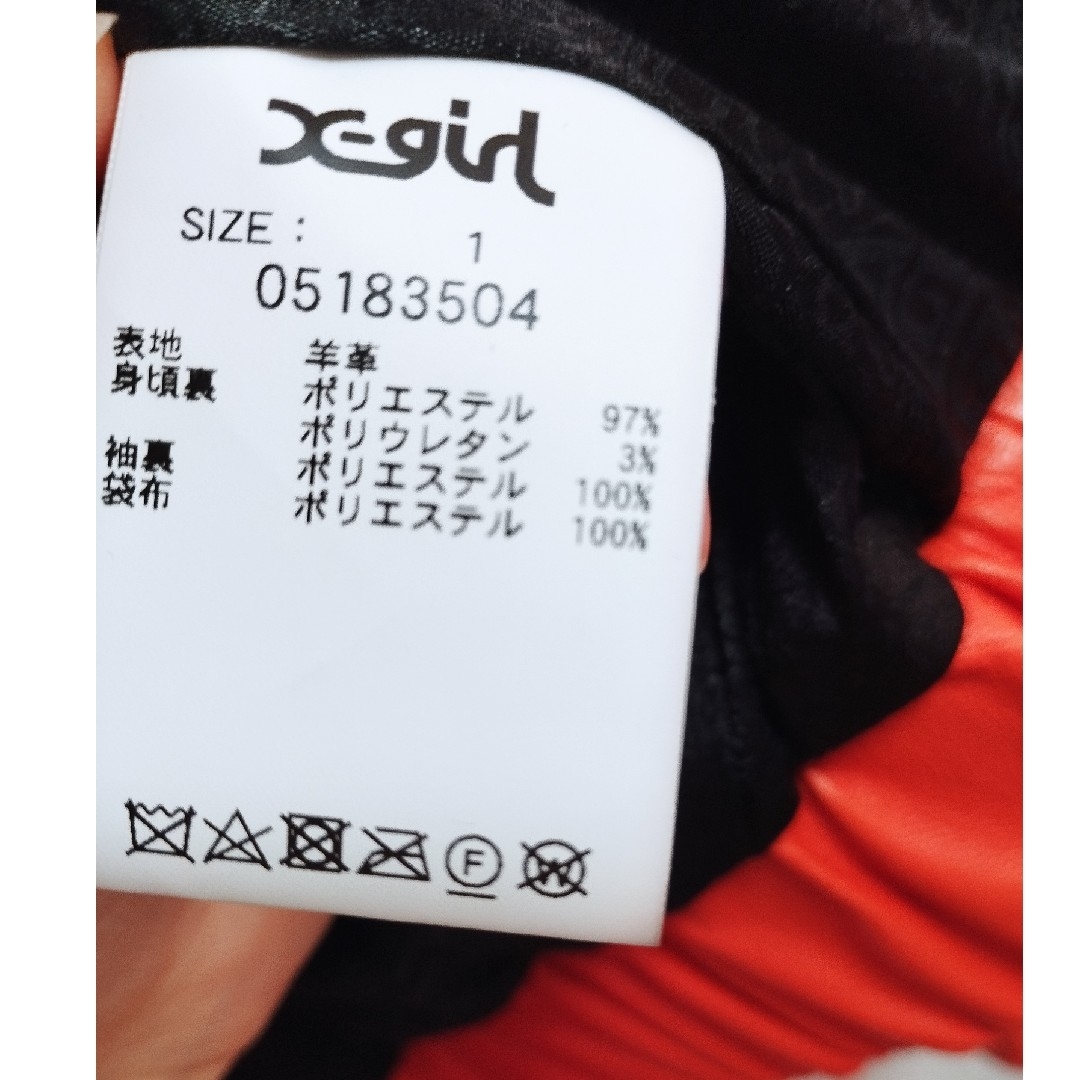 X-girl
SIZE : 1
05183504
表地 羊革
身頃裏 ポリエステル 97%
ポリウレタン 3%
袖裏 ポリエステル 100%
袋布 ポリエステル 100%
F
W